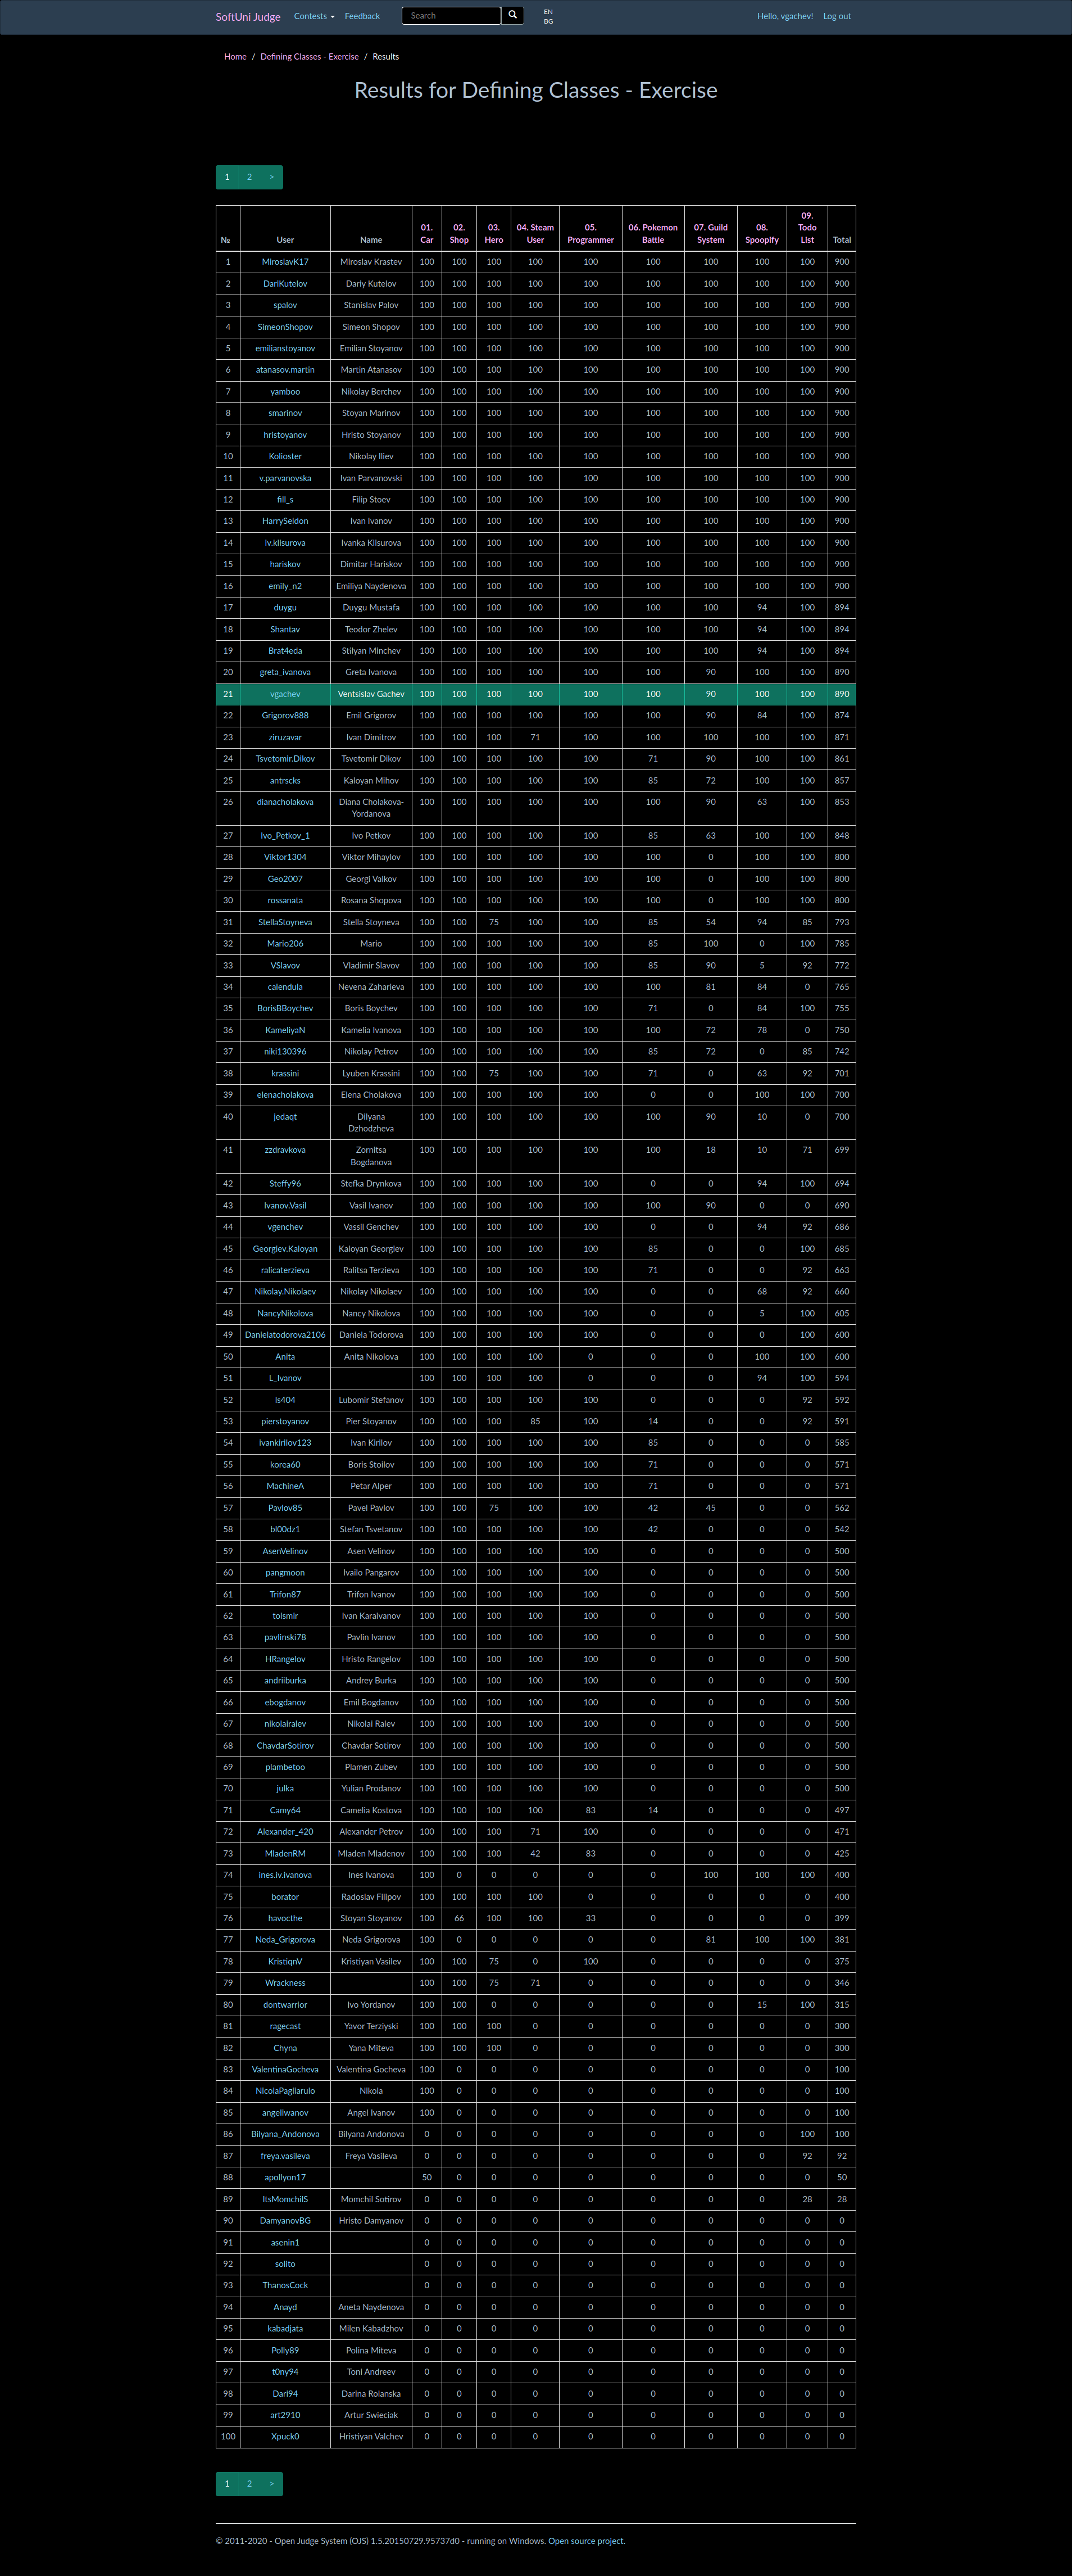 SoftUni Judge Contests Feedback Search EN Hello, vgachev! Log out
BG
Home / Defining Classes - Exercise / Results
Results for Defining Classes - Exercise
1 2 >
№ User Name 01. Car 02. Shop 03. Hero 04. Steam User 05. Programmer 06. Pokemon Battle 07. Guild System 08. Spoopify 09. Todo List Total
1 MiroslavK17 Miroslav Krastev 100 100 100 100 100 100 100 100 100 900
2 DariKutelov Dariy Kutelov 100 100 100 100 100 100 100 100 100 900
3 spalov Stanislav Palov 100 100 100 100 100 100 100 100 100 900
4 SimeonShopov Simeon Shopov 100 100 100 100 100 100 100 100 100 900
5 emilianstoyanov Emilian Stoyanov 100 100 100 100 100 100 100 100 100 900
6 atanasov.martin Martin Atanasov 100 100 100 100 100 100 100 100 100 900
7 yamboo Nikolay Berchev 100 100 100 100 100 100 100 100 100 900
8 smarinov Stoyan Marinov 100 100 100 100 100 100 100 100 100 900
9 hristoyanov Hristo Stoyanov 100 100 100 100 100 100 100 100 100 900
10 Kolioster Nikolay Iliev 100 100 100 100 100 100 100 100 100 900
11 v.parvanovska Ivan Parvanovski 100 100 100 100 100 100 100 100 100 900
12 fill_s Filip Stoev 100 100 100 100 100 100 100 100 100 900
13 HarrySeldon Ivan Ivanov 100 100 100 100 100 100 100 100 100 900
14 iv.klisurova Ivanka Klisurova 100 100 100 100 100 100 100 100 100 900
15 hariskov Dimitar Hariskov 100 100 100 100 100 100 100 100 100 900
16 emily_n2 Emiliya Naydenova 100 100 100 100 100 100 100 100 100 900
17 duygu Duygu Mustafa 100 100 100 100 100 100 100 94 100 894
18 Shantav Teodor Zhelev 100 100 100 100 100 100 100 94 100 894
19 Brat4eda Stilyan Minchev 100 100 100 100 100 100 100 94 100 894
20 greta_ivanova Greta Ivanova 100 100 100 100 100 100 90 100 100 890
21 vgachev Ventsislav Gachev 100 100 100 100 100 100 90 100 100 890
22 Grigorov888 Emil Grigorov 100 100 100 100 100 100 90 84 100 874
23 ziruzavar Ivan Dimitrov 100 100 100 71 100 100 100 100 100 871
24 Tsvetomir.Dikov Tsvetomir Dikov 100 100 100 100 100 71 90 100 100 861
25 antrscks Kaloyan Mihov 100 100 100 100 100 85 72 100 100 857
26 dianacholakova Diana Cholakova- 100 100 100 100 100 100 90 63 100 853
Yordanova
27 Ivo_Petkov_1 Ivo Petkov 100 100 100 100 100 85 63 100 100 848
28 Viktor1304 Viktor Mihaylov 100 100 100 100 100 100 0 100 100 800
29 Geo2007 Georgi Valkov 100 100 100 100 100 100 0 100 100 800
30 rossanata Rosana Shopova 100 100 100 100 100 100 0 100 100 800
31 StellaStoyneva Stella Stoyneva 100 100 75 100 100 85 54 94 85 793
32 Mario206 Mario 100 100 100 100 100 85 100 0 100 785
33 VSlavov Vladimir Slavov 100 100 100 100 100 85 90 5 92 772
34 calendula Nevena Zaharieva 100 100 100 100 100 100 81 84 0 765
35 BorisBBoychev Boris Boychev 100 100 100 100 100 71 0 84 100 755
36 KameliyaN Kamelia Ivanova 100 100 100 100 100 100 72 78 0 750
37 niki130396 Nikolay Petrov 100 100 100 100 100 85 72 0 85 742
38 krassini Lyuben Krassini 100 100 75 100 100 71 0 63 92 701
39 elenacholakova Elena Cholakova 100 100 100 100 100 0 0 100 100 700
40 jedaqt Dilyana 100 100 100 100 100 100 90 10 0 700
Dzhodzheva
41 zzdravkova Zornitsa 100 100 100 100 100 100 18 10 71 699
Bogdanova
42 Steffy96 Stefka Drynkova 100 100 100 100 100 0 0 94 100 694
43 Ivanov.Vasil Vasil Ivanov 100 100 100 100 100 100 90 0 0 690
44 vgenchev Vassil Genchev 100 100 100 100 100 0 0 94 92 686
45 Georgiev.Kaloyan Kaloyan Georgiev 100 100 100 100 100 85 0 0 100 685
46 ralicaterzieva Ralitsa Terzieva 100 100 100 100 100 71 0 0 92 663
47 Nikolay.Nikolaev Nikolay Nikolaev 100 100 100 100 100 0 0 68 92 660
48 NancyNikolova Nancy Nikolova 100 100 100 100 100 0 0 5 100 605
49 Danielatodorova2106 Daniela Todorova 100 100 100 100 100 0 0 0 100 600
50 Anita Anita Nikolova 100 100 100 100 0 0 0 100 100 600
51 L_Ivanov 100 100 100 100 0 0 0 94 100 594
52 ls404 Lubomir Stefanov 100 100 100 100 100 0 0 0 92 592
53 pierstoyanov Pier Stoyanov 100 100 100 85 100 14 0 0 92 591
54 ivankirilov123 Ivan Kirilov 100 100 100 100 100 85 0 0 0 585
55 korea60 Boris Stoilov 100 100 100 100 100 71 0 0 0 571
56 MachineA Petar Alper 100 100 100 100 100 71 0 0 0 571
57 Pavlov85 Pavel Pavlov 100 100 75 100 100 42 45 0 0 562
58 bl00dz1 Stefan Tsvetanov 100 100 100 100 100 42 0 0 0 542
59 AsenVelinov Asen Velinov 100 100 100 100 100 0 0 0 0 500
60 pangmoon Ivailo Pangarov 100 100 100 100 100 0 0 0 0 500
61 Trifon87 Trifon Ivanov 100 100 100 100 100 0 0 0 0 500
62 tolsmir Ivan Karaivanov 100 100 100 100 100 0 0 0 0 500
63 pavlinski78 Pavlin Ivanov 100 100 100 100 100 0 0 0 0 500
64 HRangelov Hristo Rangelov 100 100 100 100 100 0 0 0 0 500
65 andriiburka Andrey Burka 100 100 100 100 100 0 0 0 0 500
66 ebogdanov Emil Bogdanov 100 100 100 100 100 0 0 0 0 500
67 nikolairalev Nikolai Ralev 100 100 100 100 100 0 0 0 0 500
68 ChavdarSotirov Chavdar Sotirov 100 100 100 100 100 0 0 0 0 500
69 plambetoo Plamen Zubev 100 100 100 100 100 0 0 0 0 500
70 julka Yulian Prodanov 100 100 100 100 100 0 0 0 0 500
71 Camy64 Camelia Kostova 100 100 100 100 83 14 0 0 0 497
72 Alexander_420 Alexander Petrov 100 100 100 71 100 0 0 0 0 471
73 MladenRM Mladen Mladenov 100 100 100 42 83 0 0 0 0 425
74 ines.iv.ivanova Ines Ivanova 100 0 0 0 0 0 100 100 100 400
75 borator Radoslav Filipov 100 100 100 100 0 0 0 0 0 400
76 havocthe Stoyan Stoyanov 100 66 100 100 33 0 0 0 0 399
77 Neda_Grigorova Neda Grigorova 100 0 0 0 0 0 81 100 100 381
78 KristiqnV Kristiyan Vasilev 100 100 75 0 100 0 0 0 0 375
79 Wrackness 100 100 75 71 0 0 0 0 0 346
80 dontwarrior Ivo Yordanov 100 100 0 0 0 0 0 15 100 315
81 ragecast Yavor Terziyski 100 100 100 0 0 0 0 0 0 300
82 Chyna Yana Miteva 100 100 100 0 0 0 0 0 0 300
83 ValentinaGocheva Valentina Gocheva 100 0 0 0 0 0 0 0 0 100
84 NicolaPagliarulo Nikola 100 0 0 0 0 0 0 0 0 100
85 angeliwanov Angel Ivanov 100 0 0 0 0 0 0 0 0 100
86 Bilyana_Andonova Bilyana Andonova 0 0 0 0 0 0 0 0 100 100
87 freya.vasileva Freya Vasileva 0 0 0 0 0 0 0 0 92 92
88 apollyon17 50 0 0 0 0 0 0 0 0 50
89 ItsMomchilS Momchil Sotirov 0 0 0 0 0 0 0 0 28 28
90 DamyanovBG Hristo Damyanov 0 0 0 0 0 0 0 0 0 0
91 asenin1 0 0 0 0 0 0 0 0 0 0
92 solito 0 0 0 0 0 0 0 0 0 0
93 ThanosCock 0 0 0 0 0 0 0 0 0 0
94 Anayd Aneta Naydenova 0 0 0 0 0 0 0 0 0 0
95 kabadjata Milen Kabadzhov 0 0 0 0 0 0 0 0 0 0
96 Polly89 Polina Miteva 0 0 0 0 0 0 0 0 0 0
97 t0ny94 Toni Andreev 0 0 0 0 0 0 0 0 0 0
98 Dari94 Darina Rolanska 0 0 0 0 0 0 0 0 0 0
99 art2910 Artur Swieciak 0 0 0 0 0 0 0 0 0 0
100 Xpuck0 Hristiyan Valchev 0 0 0 0 0 0 0 0 0 0
1 2 >
© 2011-2020 - Open Judge System (OJS) 1.5.20150729.95737d0 - running on Windows. Open source project.